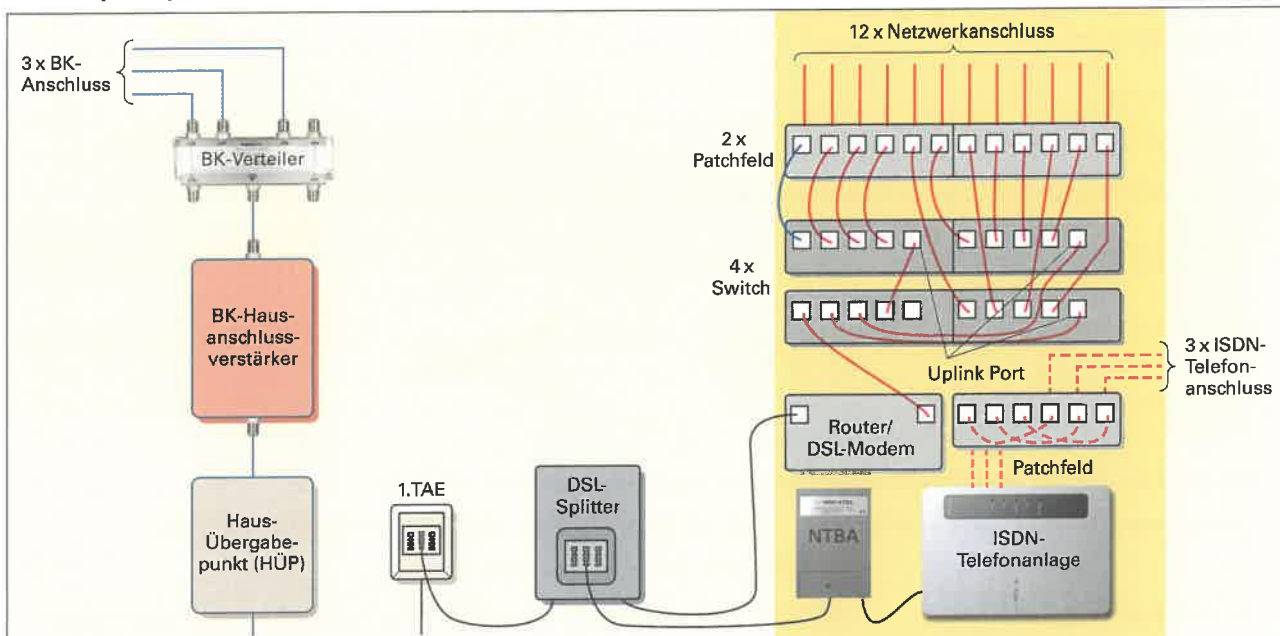 3 x BK-
Anschluss
BK-Verteiler
BK-Haus-
anschluss-
verstärker
Haus-
Übergabe-
punkt (HÜP)
1.TAE
DSL-
Splitter
12 x Netzwerkanschluss
2 x
Patchfeld
4 x
Switch
Uplink Port
3 x ISDN-
Telefon-
anschluss
Router/
DSL-Modem
Patchfeld
NTBA
ISDN-
Telefonanlage